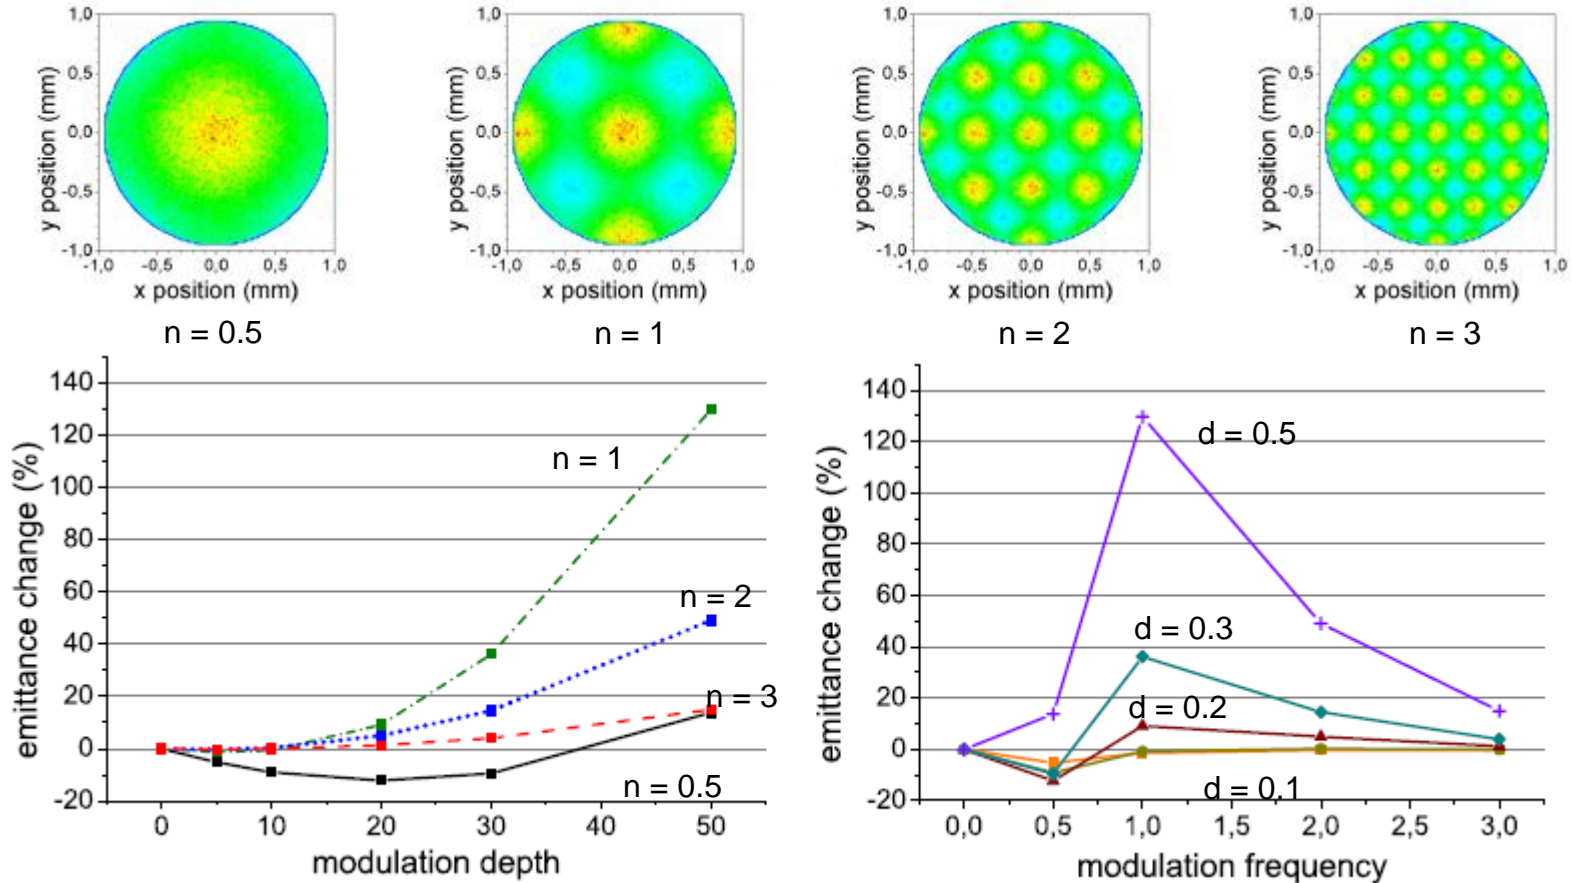 1,0
0,5
0,0
-0,5
-1,0
y position (mm)
-1,0 -0,5 0,0 0,5 1,0
x position (mm)
n = 0.5
1,0
0,5
0,0
-0,5
-1,0
y position (mm)
-1,0 -0,5 0,0 0,5 1,0
x position (mm)
n = 1
1,0
0,5
0,0
-0,5
-1,0
y position (mm)
-1,0 -0,5 0,0 0,5 1,0
x position (mm)
n = 2
1,0
0,5
0,0
-0,5
-1,0
y position (mm)
-1,0 -0,5 0,0 0,5 1,0
x position (mm)
n = 3
140
120
100
80
60
40
20
0
-20
emittance change (%)
n = 1
n = 2
n = 3
n = 0.5
0 10 20 30 40 50
modulation depth
140
120
100
80
60
40
20
0
-20
emittance change (%)
d = 0.5
d = 0.3
d = 0.2
d = 0.1
0,0 0,5 1,0 1,5 2,0 2,5 3,0
modulation frequency